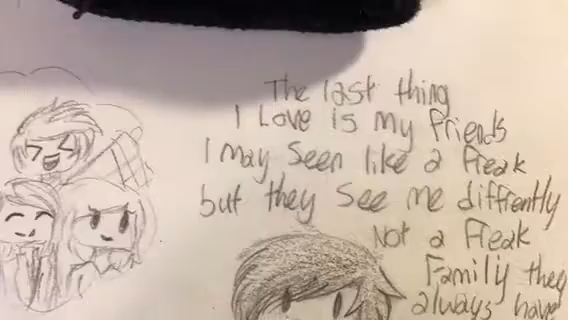 The last thing
I Love is my friends
I may seen like a freak
but they see me diffrently
Not a freak
Family they
always have